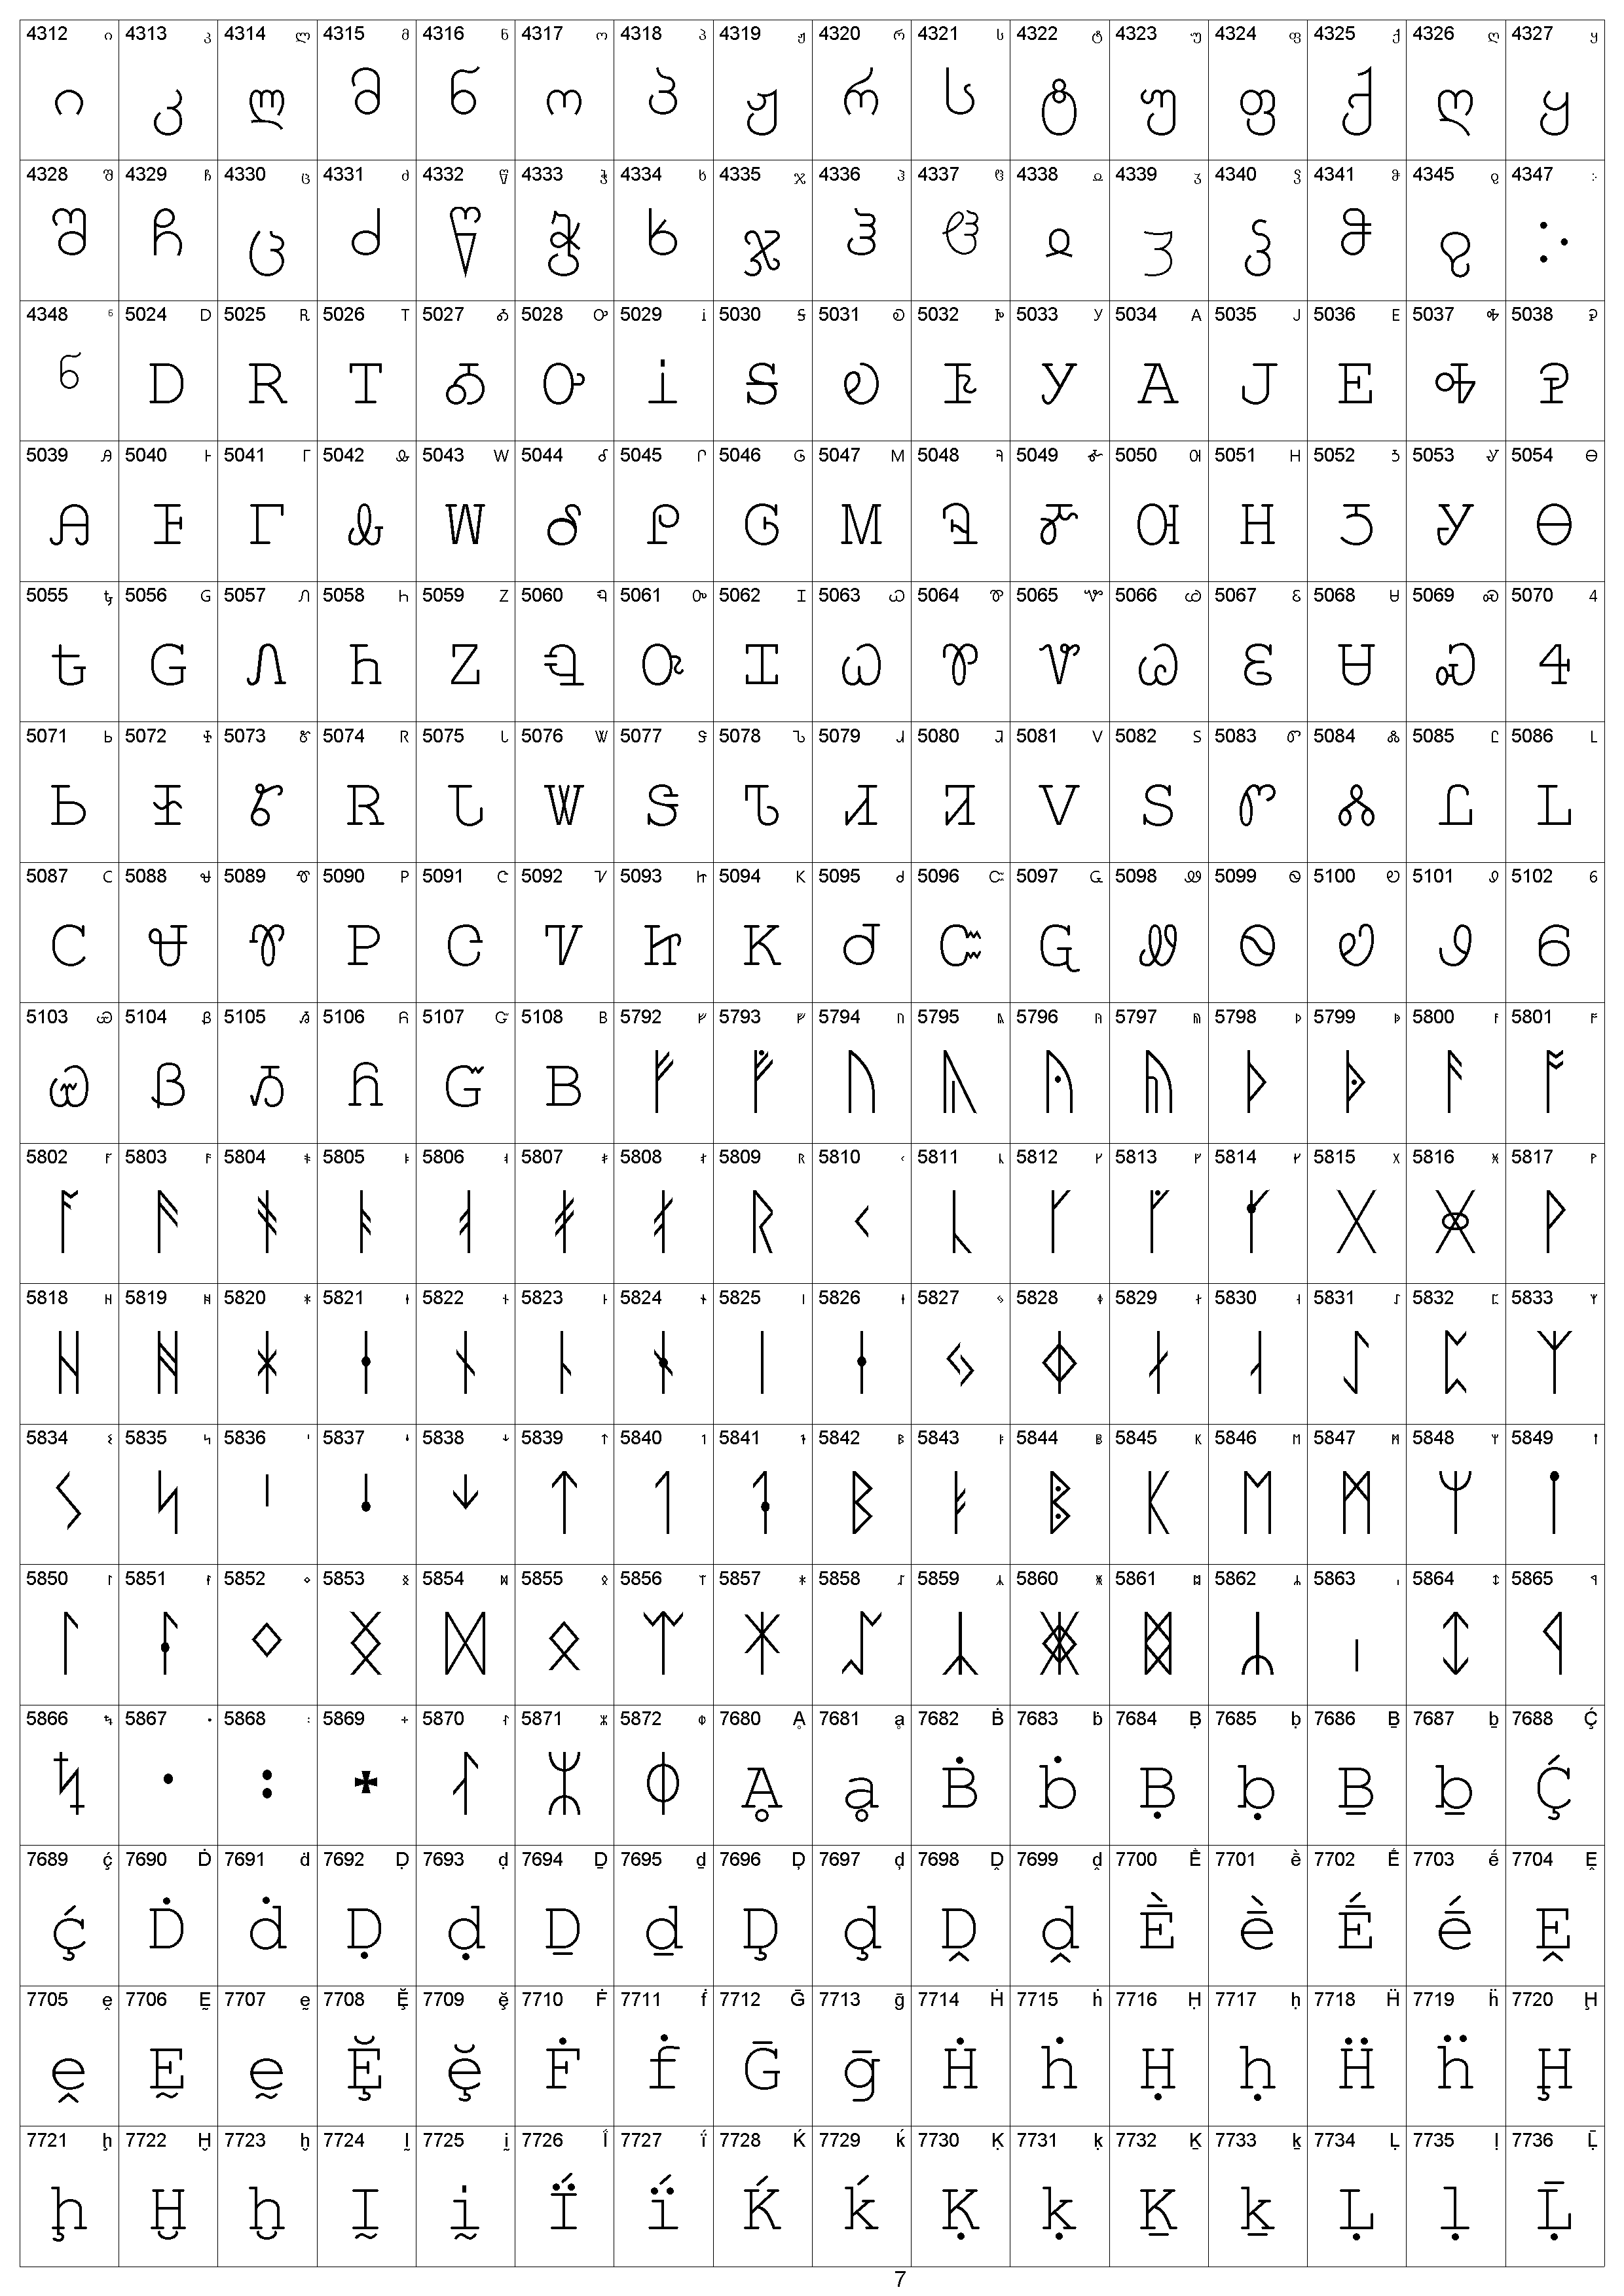 4312 ი 4313 კ 4314 ლ 4315 მ 4316 ნ 4317 ო 4318 პ 4319 ჟ 4320 რ 4321 ს 4322 ტ 4323 უ 4324 ფ 4325 ქ 4326 ღ 4327 ყ
ი კ ლ მ ნ ო პ ჟ რ ს ტ უ ფ ქ ღ ყ
4328 შ 4329 ჩ 4330 ც 4331 ძ 4332 წ 4333 ჭ 4334 ხ 4335 ჯ 4336 ჰ 4337 ჱ 4338 ჲ 4339 ჳ 4340 ჴ 4341 ჵ 4345 ჹ 4347 ჻
შ ჩ ც ძ წ ჭ ხ ჯ ჰ ჱ ჲ ჳ ჴ ჵ ჹ ჻
4348 ჼ 5024 Ꭰ 5025 Ꭱ 5026 Ꭲ 5027 Ꭳ 5028 Ꭴ 5029 Ꭵ 5030 Ꭶ 5031 Ꭷ 5032 Ꭸ 5033 Ꭹ 5034 Ꭺ 5035 Ꭻ 5036 Ꭼ 5037 Ꭽ 5038 Ꭾ
ჼ Ꭰ Ꭱ Ꭲ Ꭳ Ꭴ Ꭵ Ꭶ Ꭷ Ꭸ Ꭹ Ꭺ Ꭻ Ꭼ Ꭽ Ꭾ
5039 Ꭿ 5040 Ꮀ 5041 Ꮁ 5042 Ꮂ 5043 Ꮃ 5044 Ꮄ 5045 Ꮅ 5046 Ꮆ 5047 Ꮇ 5048 Ꮈ 5049 Ꮉ 5050 Ꮊ 5051 Ꮋ 5052 Ꮌ 5053 Ꮍ 5054 Ꮎ
Ꭿ Ꮀ Ꮁ Ꮂ Ꮃ Ꮄ Ꮅ Ꮆ Ꮇ Ꮈ Ꮉ Ꮊ Ꮋ Ꮌ Ꮍ Ꮎ
5055 Ꮏ 5056 Ꮐ 5057 Ꮑ 5058 Ꮒ 5059 Ꮓ 5060 Ꮔ 5061 Ꮕ 5062 Ꮖ 5063 Ꮗ 5064 Ꮘ 5065 Ꮙ 5066 Ꮚ 5067 Ꮛ 5068 Ꮜ 5069 Ꮝ 5070 Ꮞ
Ꮏ Ꮐ Ꮑ Ꮒ Ꮓ Ꮔ Ꮕ Ꮖ Ꮗ Ꮘ Ꮙ Ꮚ Ꮛ Ꮜ Ꮝ Ꮞ
5071 Ꮟ 5072 Ꮠ 5073 Ꮡ 5074 Ꮢ 5075 Ꮣ 5076 Ꮤ 5077 Ꮥ 5078 Ꮦ 5079 Ꮧ 5080 Ꮨ 5081 Ꮩ 5082 Ꮪ 5083 Ꮫ 5084 Ꮬ 5085 Ꮭ 5086 Ꮮ
Ꮟ Ꮠ Ꮡ Ꮢ Ꮣ Ꮤ Ꮥ Ꮦ Ꮧ Ꮨ Ꮩ Ꮪ Ꮫ Ꮬ Ꮭ Ꮮ
5087 Ꮯ 5088 Ꮰ 5089 Ꮱ 5090 Ꮲ 5091 Ꮳ 5092 Ꮴ 5093 Ꮵ 5094 Ꮶ 5095 Ꮷ 5096 Ꮸ 5097 Ꮹ 5098 Ꮺ 5099 Ꮻ 5100 Ꮼ 5101 Ꮽ 5102 Ꮾ
Ꮯ Ꮰ Ꮱ Ꮲ Ꮳ Ꮴ Ꮵ Ꮶ Ꮷ Ꮸ Ꮹ Ꮺ Ꮻ Ꮼ Ꮽ Ꮾ
5103 Ꮿ 5104 Ᏸ 5105 Ᏹ 5106 Ᏺ 5107 Ᏻ 5108 Ᏼ 5792 ᚠ 5793 ᚡ 5794 ᚢ 5795 ᚣ 5796 ᚤ 5797 ᚥ 5798 ᚦ 5799 ᚧ 5800 ᚨ 5801 ᚩ
Ꮿ Ᏸ Ᏹ Ᏺ Ᏻ Ᏼ ᚠ ᚡ ᚢ ᚣ ᚤ ᚥ ᚦ ᚧ ᚨ ᚩ
5802 ᚪ 5803 ᚫ 5804 ᚬ 5805 ᚭ 5806 ᚮ 5807 ᚯ 5808 ᚰ 5809 ᚱ 5810 ᚲ 5811 ᚳ 5812 ᚴ 5813 ᚵ 5814 ᚶ 5815 ᚷ 5816 ᚸ 5817 ᚹ
ᚪ ᚫ ᚬ ᚭ ᚮ ᚯ ᚰ ᚱ ᚲ ᚳ ᚴ ᚵ ᚶ ᚷ ᚸ ᚹ
5818 ᚺ 5819 ᚻ 5820 ᚼ 5821 ᚽ 5822 ᚾ 5823 ᚿ 5824 ᛀ 5825 ᛁ 5826 ᛂ 5827 ᛃ 5828 ᛄ 5829 ᛅ 5830 ᛆ 5831 ᛇ 5832 ᛈ 5833 ᛉ
ᚺ ᚻ ᚼ ᚽ ᚾ ᚿ ᛀ ᛁ ᛂ ᛃ ᛄ ᛅ ᛆ ᛇ ᛈ ᛉ
5834 ᛊ 5835 ᛋ 5836 ᛌ 5837 ᛍ 5838 ᛎ 5839 ᛏ 5840 ᛐ 5841 ᛑ 5842 ᛒ 5843 ᛓ 5844 ᛔ 5845 ᛕ 5846 ᛖ 5847 ᛗ 5848 ᛘ 5849 ᛙ
ᛊ ᛋ ᛌ ᛍ ᛎ ᛏ ᛐ ᛑ ᛒ ᛓ ᛔ ᛕ ᛖ ᛗ ᛘ ᛙ
5850 ᛚ 5851 ᛛ 5852 ᛜ 5853 ᛝ 5854 ᛞ 5855 ᛟ 5856 ᛠ 5857 ᛡ 5858 ᛢ 5859 ᛣ 5860 ᛤ 5861 ᛥ 5862 ᛦ 5863 ᛧ 5864 ᛨ 5865 ᛩ
ᛚ ᛛ ᛜ ᛝ ᛞ ᛟ ᛠ ᛡ ᛢ ᛣ ᛤ ᛥ ᛦ ᛧ ᛨ ᛩ
5866 ᛪ 5867 ᛫ 5868 ᛬ 5869 ᛭ 5870 ᛮ 5871 ᛯ 5872 ᛰ 7680 Ḁ 7681 ḁ 7682 Ḃ 7683 ḃ 7684 Ḅ 7685 ḅ 7686 Ḇ 7687 ḇ 7688 Ḉ
ᛪ ᛫ ᛬ ᛭ ᛮ ᛯ ᛰ Ḁ ḁ Ḃ ḃ Ḅ ḅ Ḇ ḇ Ḉ
7689 ḉ 7690 Ḋ 7691 ḋ 7692 Ḍ 7693 ḍ 7694 Ḏ 7695 ḏ 7696 Ḑ 7697 ḑ 7698 Ḓ 7699 ḓ 7700 Ḕ 7701 ḕ 7702 Ḗ 7703 ḗ 7704 Ḙ
ḉ Ḋ ḋ Ḍ ḍ Ḏ ḏ Ḑ ḑ Ḓ ḓ Ḕ ḕ Ḗ ḗ Ḙ
7705 ḙ 7706 Ḛ 7707 ḛ 7708 Ḝ 7709 ḝ 7710 Ḟ 7711 ḟ 7712 Ḡ 7713 ḡ 7714 Ḣ 7715 ḣ 7716 Ḥ 7717 ḥ 7718 Ḧ 7719 ḧ 7720 Ḩ
ḙ Ḛ ḛ Ḝ ḝ Ḟ ḟ Ḡ ḡ Ḣ ḣ Ḥ ḥ Ḧ ḧ Ḩ
7721 ḩ 7722 Ḫ 7723 ḫ 7724 Ḭ 7725 ḭ 7726 Ḯ 7727 ḯ 7728 Ḱ 7729 ḱ 7730 Ḳ 7731 ḳ 7732 Ḵ 7733 ḵ 7734 Ḷ 7735 ḷ 7736 Ḹ
ḩ Ḫ ḫ Ḭ ḭ Ḯ ḯ Ḱ ḱ Ḳ ḳ Ḵ ḵ Ḷ ḷ Ḹ
7